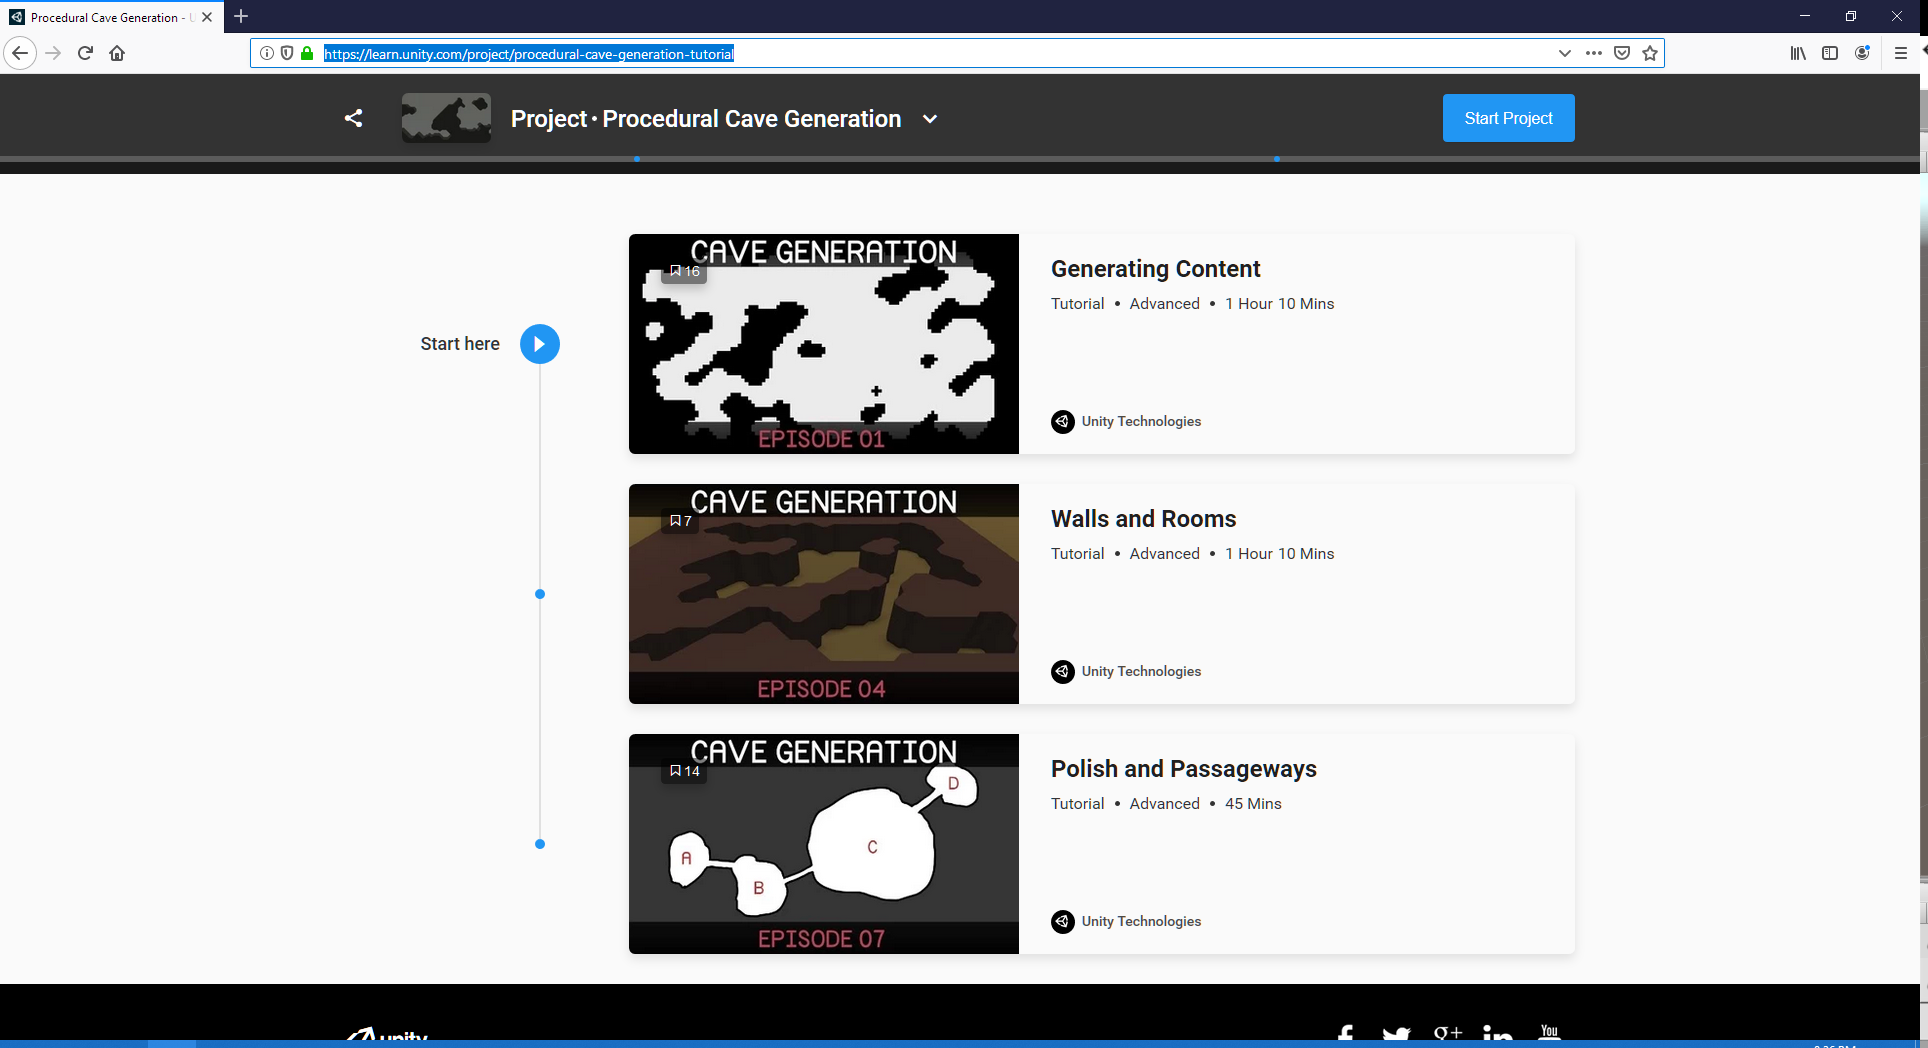 Procedural Cave Generation - U
https://learn.unity.com/project/procedural-cave-generation-tutorial
Project · Procedural Cave Generation
Start Project
Start here
CAVE GENERATION
16
EPISODE 01
Generating Content
Tutorial • Advanced • 1 Hour 10 Mins
Unity Technologies
CAVE GENERATION
7
EPISODE 04
Walls and Rooms
Tutorial • Advanced • 1 Hour 10 Mins
Unity Technologies
CAVE GENERATION
14
A
B
C
D
EPISODE 07
Polish and Passageways
Tutorial • Advanced • 45 Mins
Unity Technologies
unity
f
g+
in
You